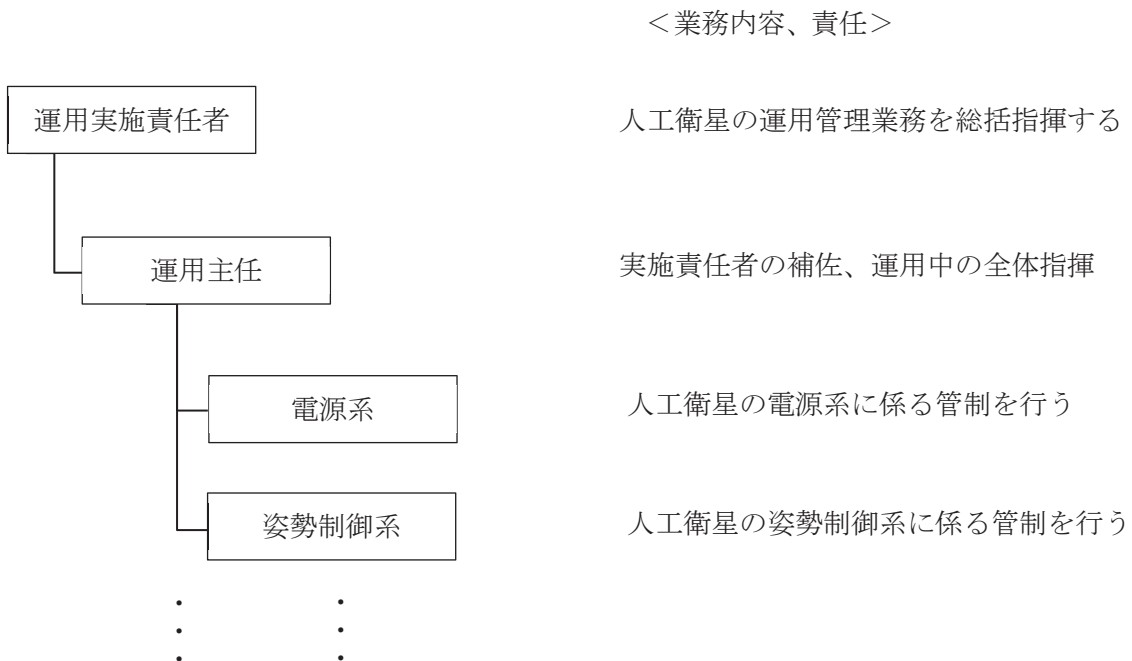 ＜業務内容、責任＞
運用実施責任者
人工衛星の運用管理業務を総括指揮する
運用主任
実施責任者の補佐、運用中の全体指揮
電源系
人工衛星の電源系に係る管制を行う
姿勢制御系
人工衛星の姿勢制御系に係る管制を行う